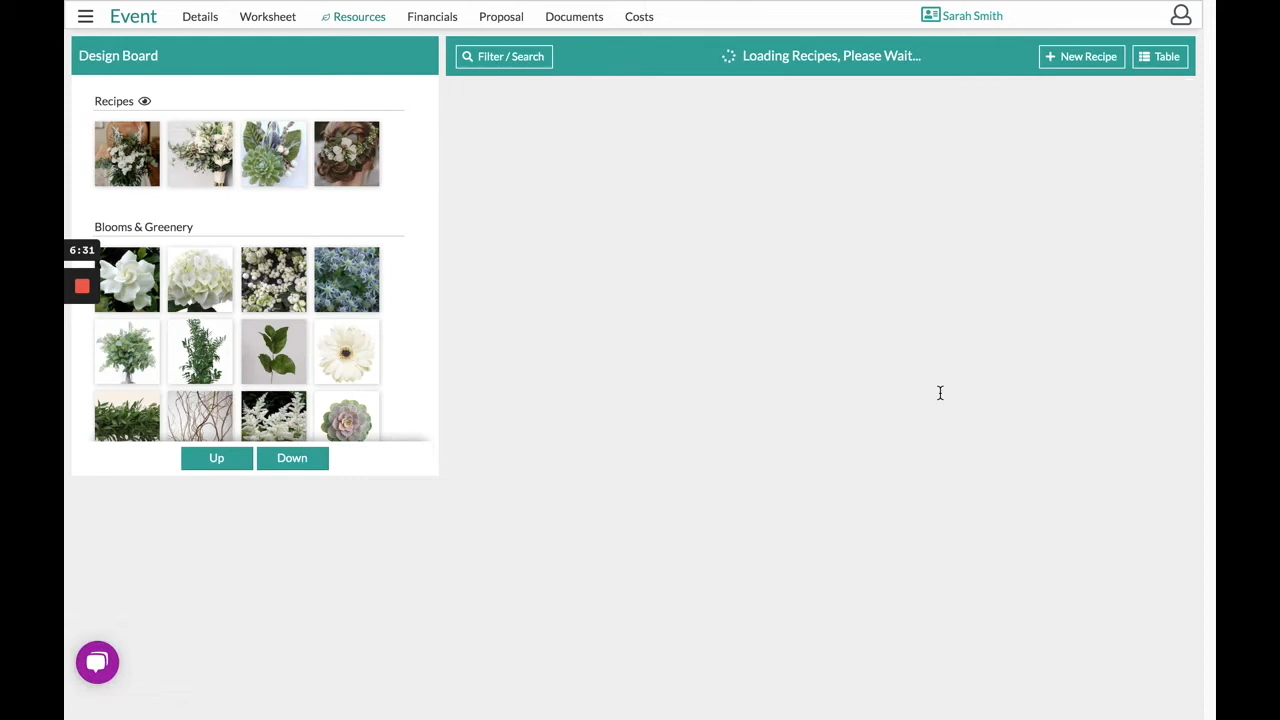 Event Details Worksheet Resources Financials Proposal Documents Costs Sarah Smith
Design Board
Filter / Search
Loading Recipes, Please Wait...
New Recipe
Table
Recipes
Blooms & Greenery
6:31
Up
Down